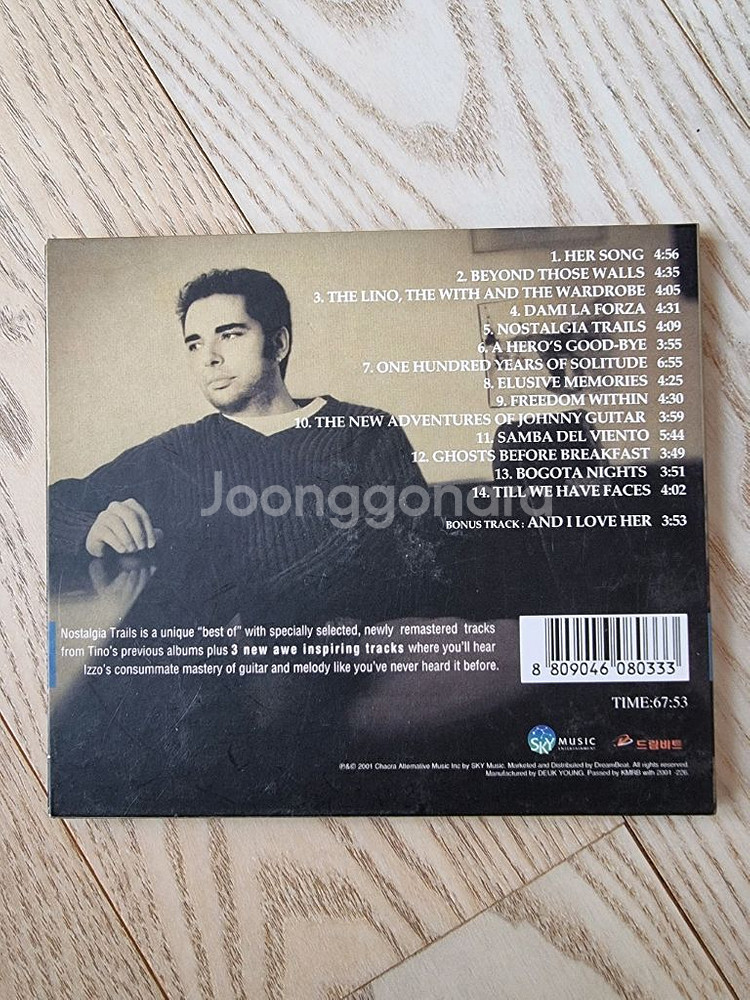 1. HER SONG 4:56
2. BEYOND THOSE WALLS 4:35
3. THE LINO, THE WITH AND THE WARDROBE 4:05
4. DAMI LA FORZA 4:31
5. NOSTALGIA TRAILS 4:09
6. A HERO'S GOOD-BYE 3:55
7. ONE HUNDRED YEARS OF SOLITUDE 6:55
8. ELUSIVE MEMORIES 4:25
9. FREEDOM WITHIN 4:30
10. THE NEW ADVENTURES OF JOHNNY GUITAR 3:59
11. SAMBA DEL VIENTO 5:44
12. GHOSTS BEFORE BREAKFAST 3:49
13. BOGOTA NIGHTS 3:51
14. TILL WE HAVE FACES 4:02
Joonggonara
BONUS TRACK : AND I LOVE HER 3:53
Nostalgia Trails is a unique "best of" with specially selected, newly remastered tracks
from Tino's previous albums plus 3 new awe inspiring tracks where you'll hear
Izzo's consummate mastery of guitar and melody like you've never heard it before.
8 809046 080333
TIME:67:53
SKY MUSIC
ENTERTAINMENT
드림비트
℗&© 2001 Chacra Alternative Music Inc by SKY Music. Marketed and Distributed by DreamBeat. All rights reserved.
Manufactured by DEUK YOUNG. Passed by KMRB with 2001 -226.